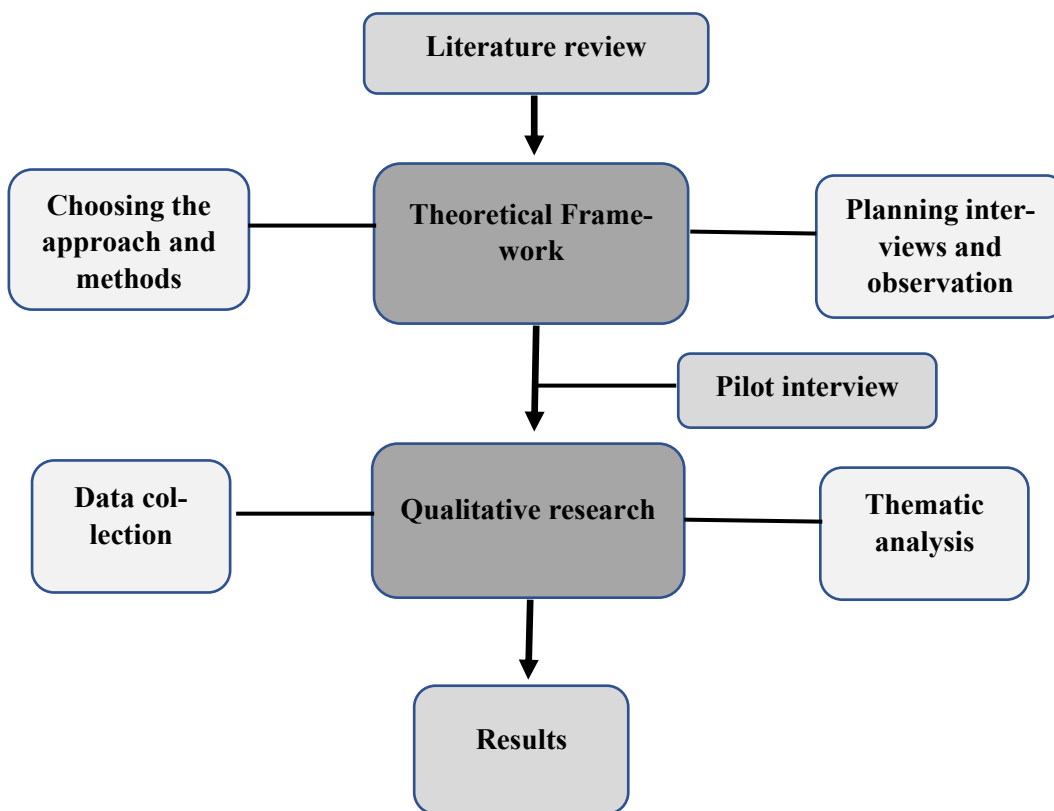 Literature review
Choosing the
approach and
methods
Theoretical Frame-
work
Planning inter-
views and
observation
Pilot interview
Data col-
lection
Qualitative research
Thematic
analysis
Results